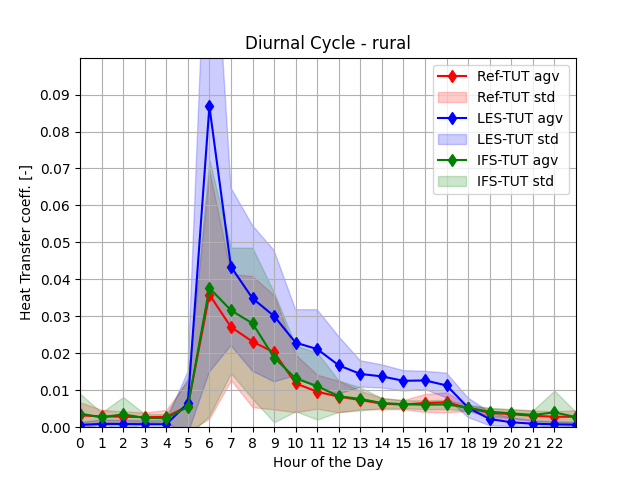 Diurnal Cycle - rural
Ref-TUT agv
Ref-TUT std
LES-TUT agv
LES-TUT std
IFS-TUT agv
IFS-TUT std
Heat Transfer coeff. [-]
0.09
0.08
0.07
0.06
0.05
0.04
0.03
0.02
0.01
0.00
0 1 2 3 4 5 6 7 8 9 10 11 12 13 14 15 16 17 18 19 20 21 22
Hour of the Day